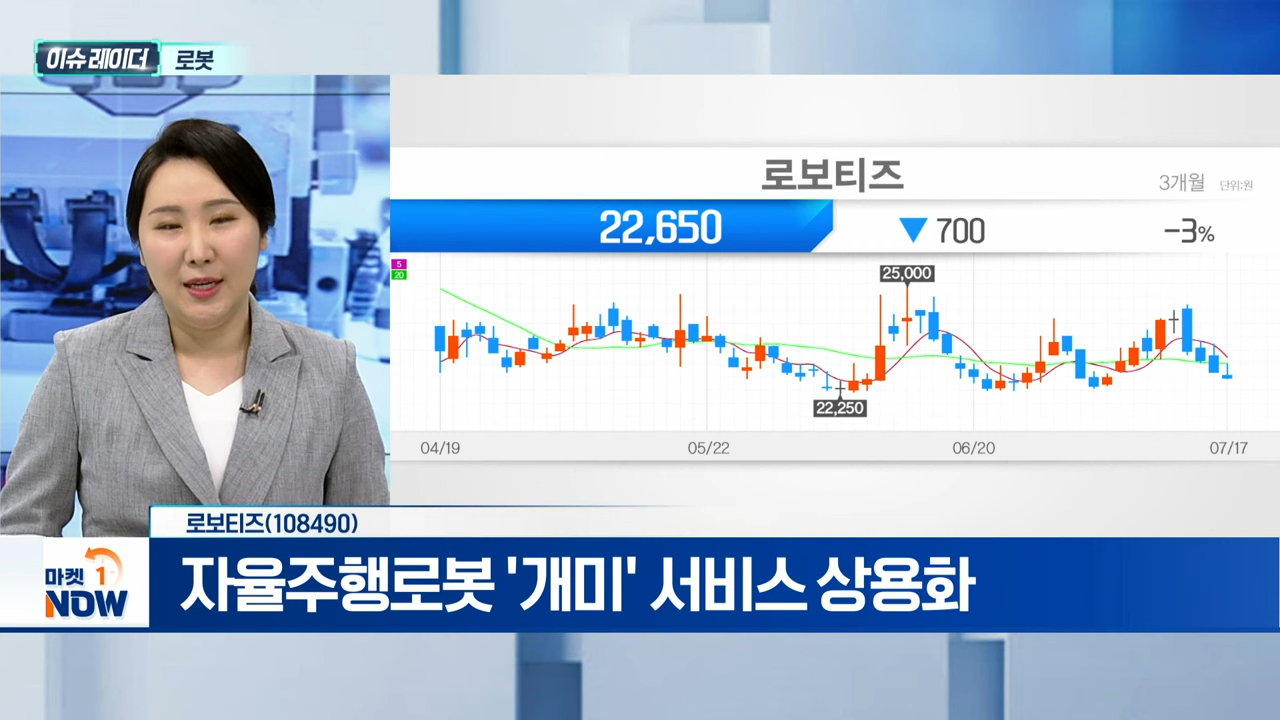 이슈레이더 로봇
로보티즈
3개월 단위:원
22,650 ▼ 700 -3%
5
20
25,000
22,250
04/19 05/22 06/20 07/17
로보티즈(108490)
마켓 1
NOW
자율주행로봇 '개미' 서비스 상용화